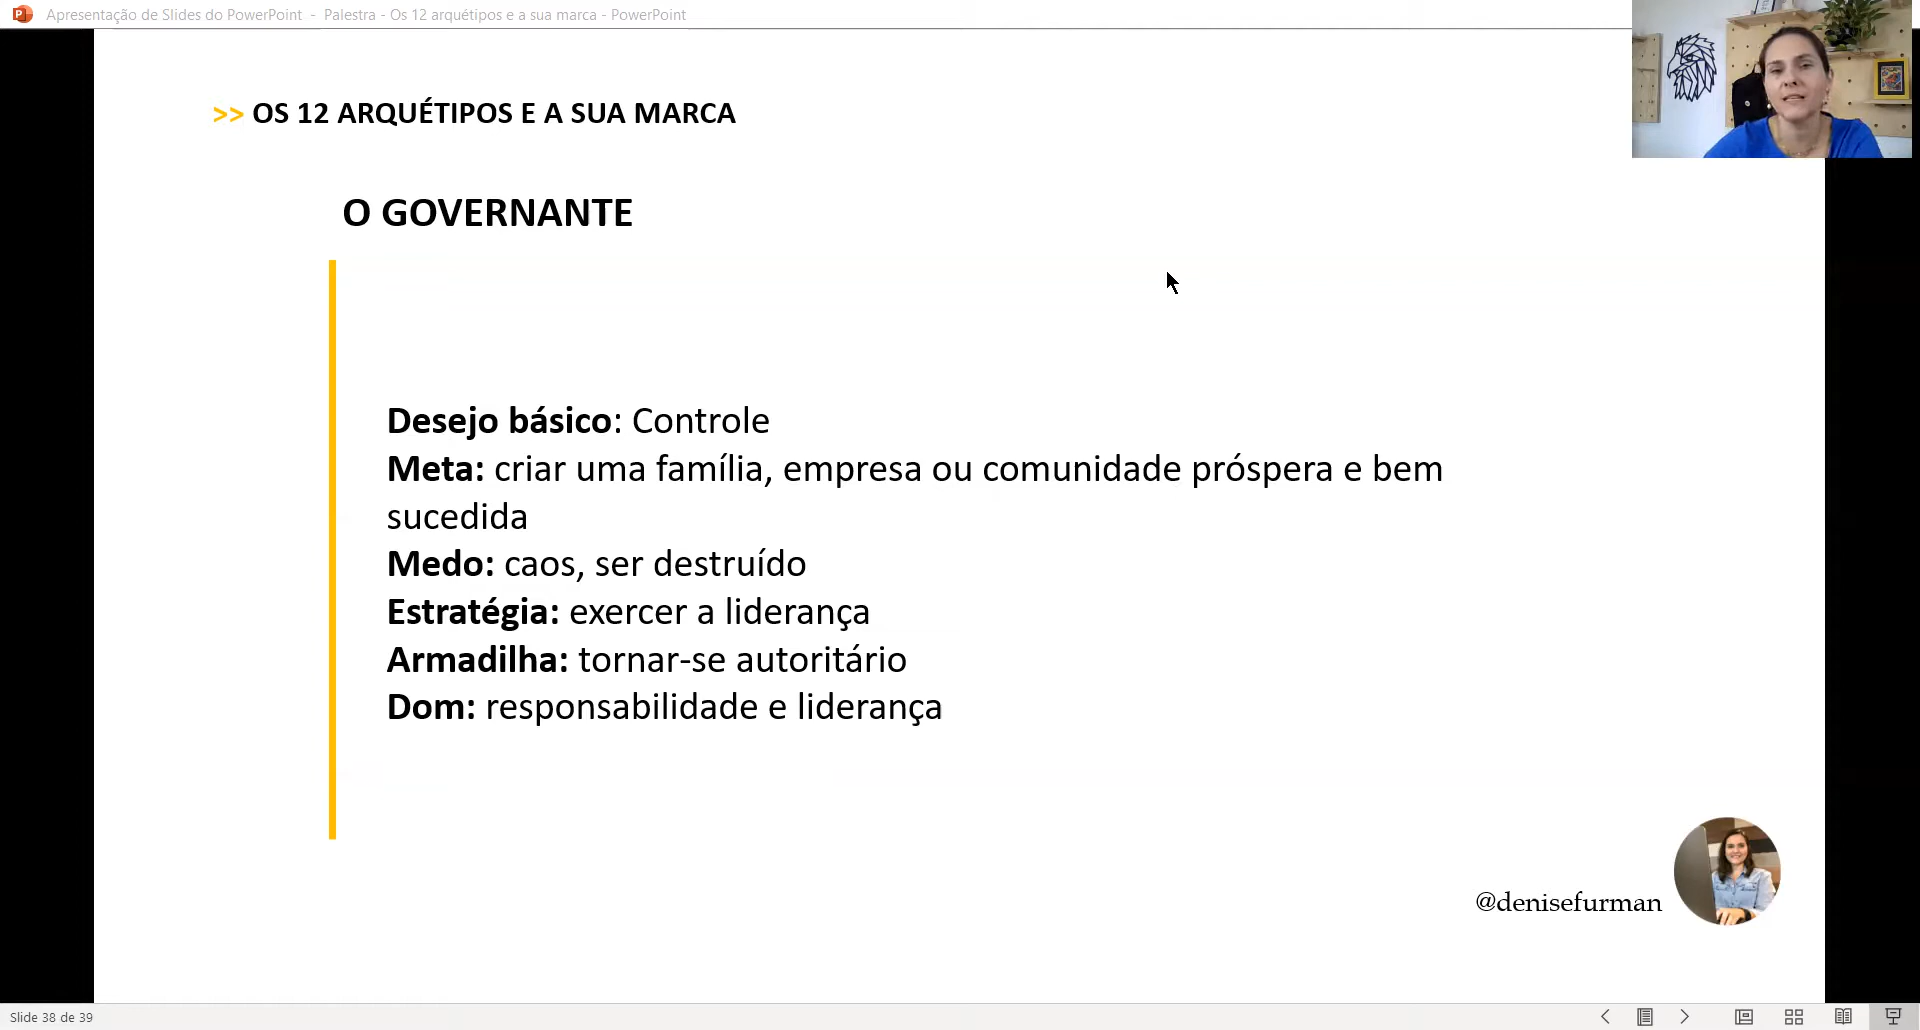 Apresentação de Slides do PowerPoint - Palestra - Os 12 arquétipos e a sua marca - PowerPoint
>> OS 12 ARQUÉTIPOS E A SUA MARCA
O GOVERNANTE
Desejo básico: Controle
Meta: criar uma família, empresa ou comunidade próspera e bem
sucedida
Medo: caos, ser destruído
Estratégia: exercer a liderança
Armadilha: tornar-se autoritário
Dom: responsabilidade e liderança
@denisefurman
Slide 38 de 39